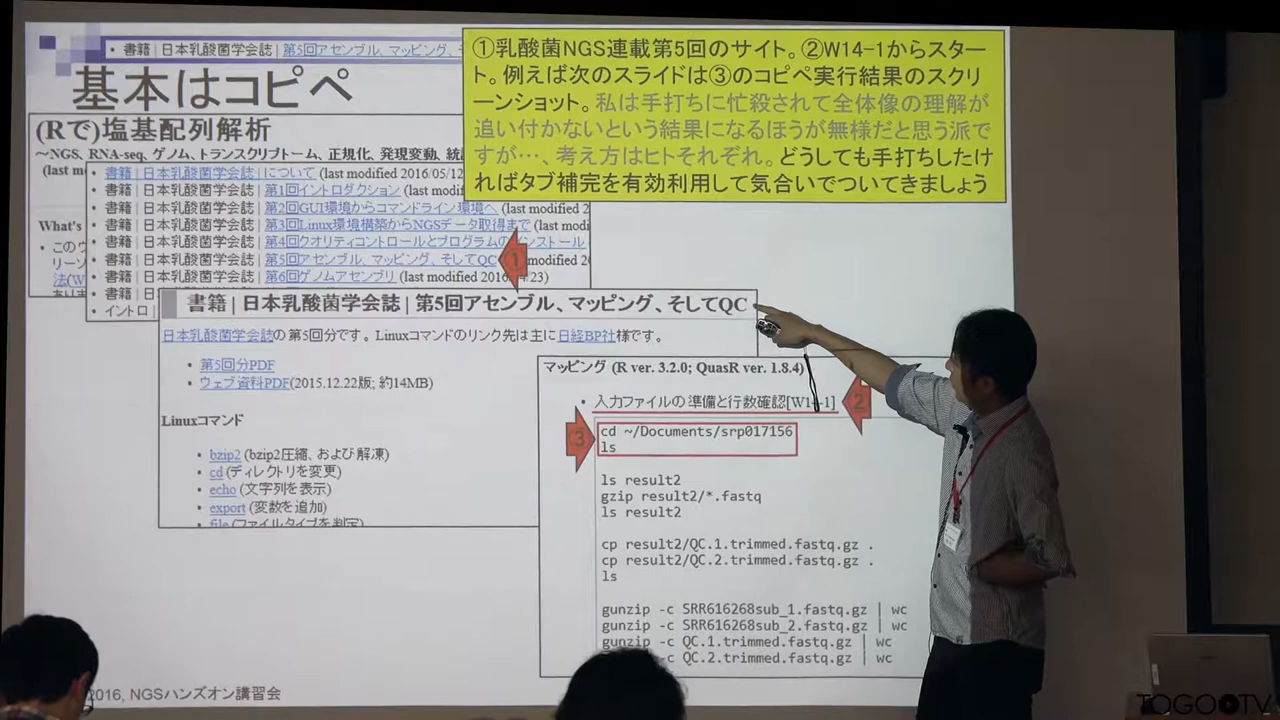 • 書籍 | 日本乳酸菌学会誌 | 第5回アセンブル、マッピング、そ
基本はコピペ
①乳酸菌NGS連載第5回のサイト。②W14-1からスター
ト。例えば次のスライドは③のコピペ実行結果のスクリ
ーンショット。私は手打ちに忙殺されて全体像の理解が
追い付かないという結果になるほうが無様だと思う派で
すが…、考え方はヒトそれぞれ。どうしても手打ちしたけ
ればタブ補完を有効利用して気合いでついてきましょう
(Rで)塩基配列解析
~NGS、RNA-seq、ゲノム、トランスクリプトーム、正規化、発現変動、統
(last m
What's
• このウ
リーソ
法(W
• 書籍 | 日本乳酸菌学会誌 | について (last modified 2016/05/12
• 書籍 | 日本乳酸菌学会誌 | 第1回イントロダクション (last modified
• 書籍 | 日本乳酸菌学会誌 | 第2回GUI環境からコマンドライン環境へ (last modified 2
• 書籍 | 日本乳酸菌学会誌 | 第3回Linux環境構築からNGSデータ取得まで (last modi
• 書籍 | 日本乳酸菌学会誌 | 第4回クオリティコントロールとプログラムのインストール
• 書籍 | 日本乳酸菌学会誌 | 第5回アセンブル、マッピング、そしてQC
• 書籍 | 日本乳酸菌学会誌 | 第6回ゲノムアセンブリ (last modified 2016
• イントロ |
①
書籍 | 日本乳酸菌学会誌 | 第5回アセンブル、マッピング、そしてQC
日本乳酸菌学会誌の第5回分です。Linuxコマンドのリンク先は主に日経BP社様です。
• 第5回分PDF
• ウェブ資料PDF(2015.12.22版; 約14MB)
Linuxコマンド
• bzip2 (bzip2圧縮、および解凍)
• cd (ディレクトリを変更)
• echo (文字列を表示)
• export (変数を追加)
• file (ファイルタイプを判定)
マッピング (R ver. 3.2.0; QuasR ver. 1.8.4)
• 入力ファイルの準備と行数確認[W14-1]
②
③
cd ~/Documents/srp017156
ls
ls result2
gzip result2/*.fastq
ls result2
cp result2/QC.1.trimmed.fastq.gz .
cp result2/QC.2.trimmed.fastq.gz .
ls
gunzip -c SRR616268sub_1.fastq.gz | wc
gunzip -c SRR616268sub_2.fastq.gz | wc
gunzip -c QC.1.trimmed.fastq.gz | wc
QC.2.trimmed.fastq.gz | wc
2016, NGSハンズオン講習会
TOGOTV